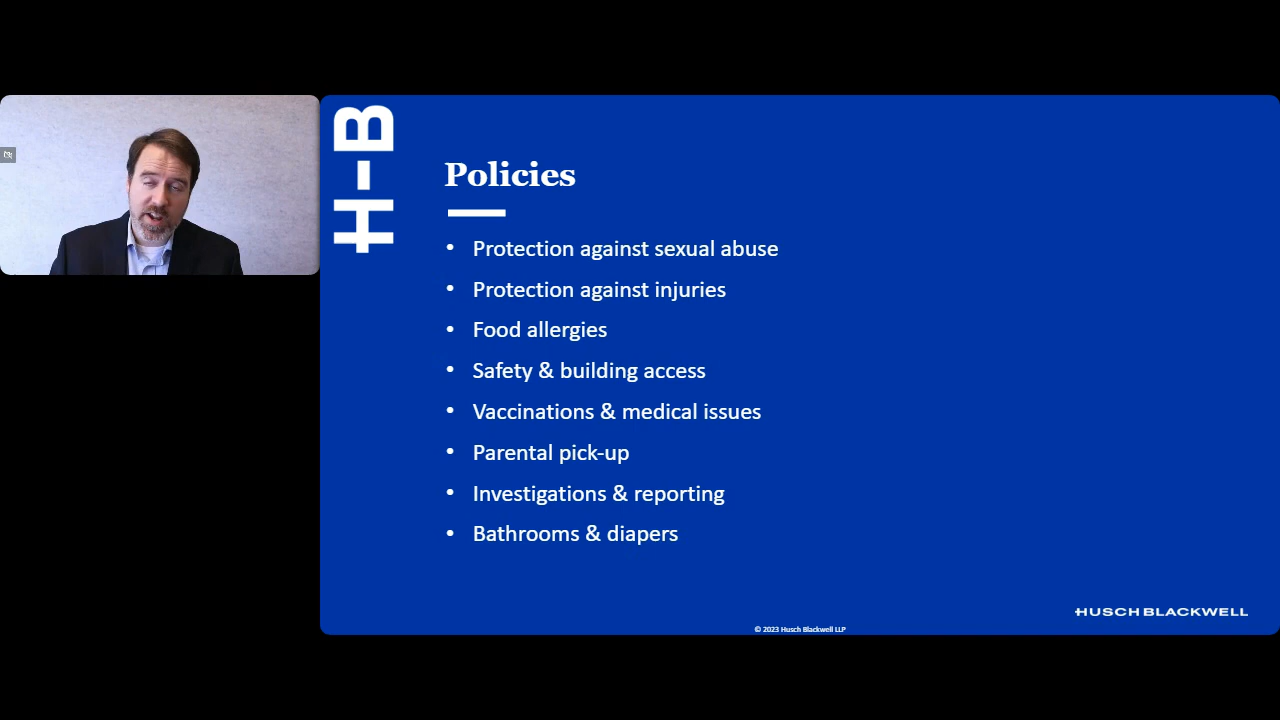 H-B
Policies
• Protection against sexual abuse
• Protection against injuries
• Food allergies
• Safety & building access
• Vaccinations & medical issues
• Parental pick-up
• Investigations & reporting
• Bathrooms & diapers
HUSCH BLACKWELL
© 2023 Husch Blackwell LLP